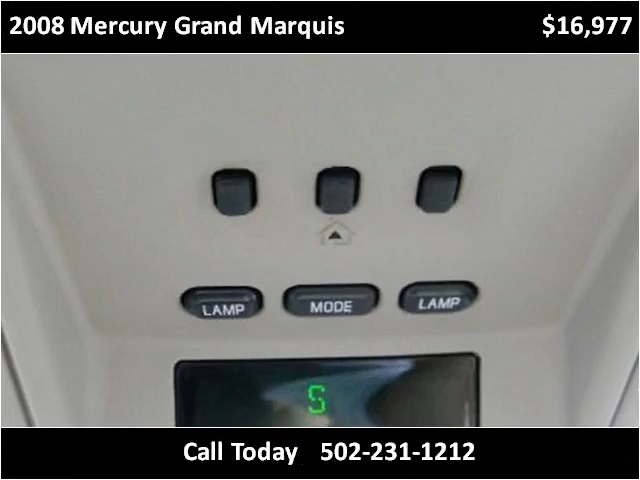 2008 Mercury Grand Marquis $16,977
LAMP MODE LAMP
S
Call Today 502-231-1212